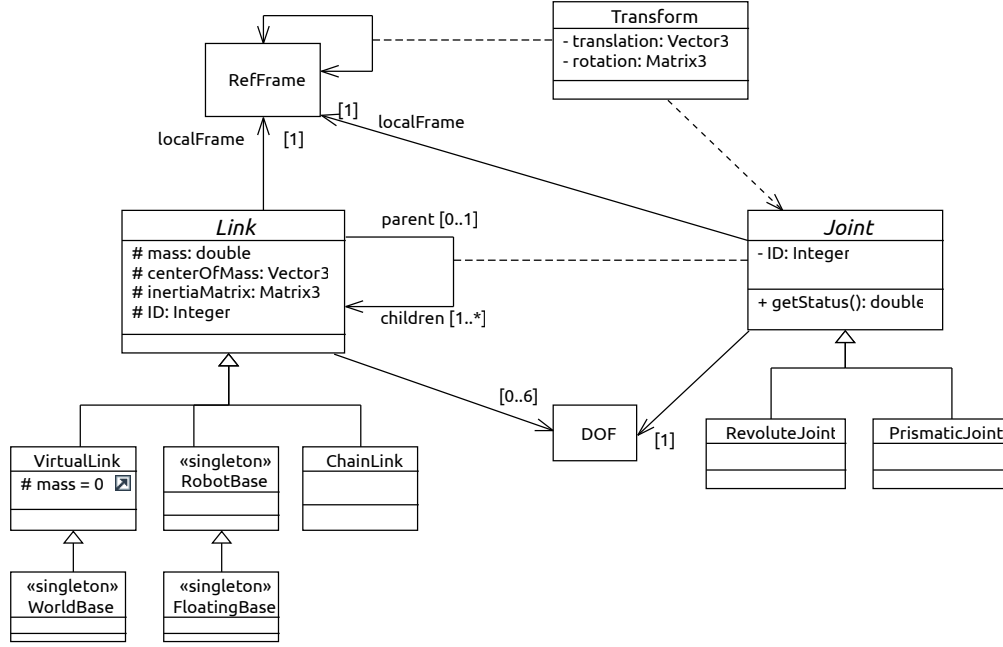 Transform
- translation: Vector3
- rotation: Matrix3
RefFrame
[1]
localFrame
localFrame
[1]
Link
# mass: double
# centerOfMass: Vector3
# inertiaMatrix: Matrix3
# ID: Integer
parent [0..1]
children [1..*]
Joint
- ID: Integer
+ getStatus(): double
[0..6]
DOF
[1]
RevoluteJoint
PrismaticJoint
VirtualLink
# mass = 0
«singleton»
RobotBase
ChainLink
«singleton»
WorldBase
«singleton»
FloatingBase